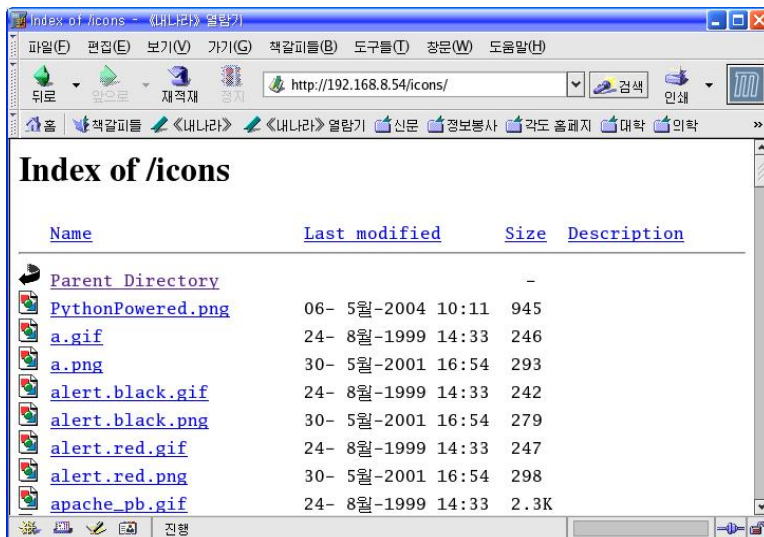 Index of /icons - 《내나라》 열람기
파일(F) 편집(E) 보기(V) 가기(G) 책갈피들(B) 도구들(T) 창문(W) 도움말(H)
뒤로 앞으로 재적재 정지 http://192.168.8.54/icons/ 검색 인쇄
홈 책갈피들 《내나라》 《내나라》 열람기 신문 정보봉사 각도 홈페지 대학 의학 »
Index of /icons
Name Last modified Size Description
Parent Directory -
PythonPowered.png 06- 5월-2004 10:11 945
a.gif 24- 8월-1999 14:33 246
a.png 30- 5월-2001 16:54 293
alert.black.gif 24- 8월-1999 14:33 242
alert.black.png 30- 5월-2001 16:54 279
alert.red.gif 24- 8월-1999 14:33 247
alert.red.png 30- 5월-2001 16:54 298
apache_pb.gif 24- 8월-1999 14:33 2.3K
진행